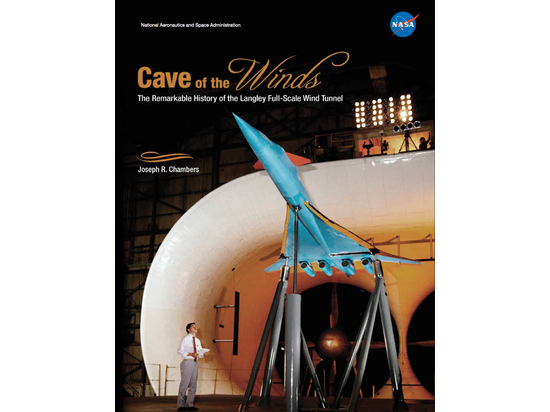 National Aeronautics and Space Administration
NASA
Cave of the Winds
The Remarkable History of the Langley Full-Scale Wind Tunnel
Joseph R. Chambers